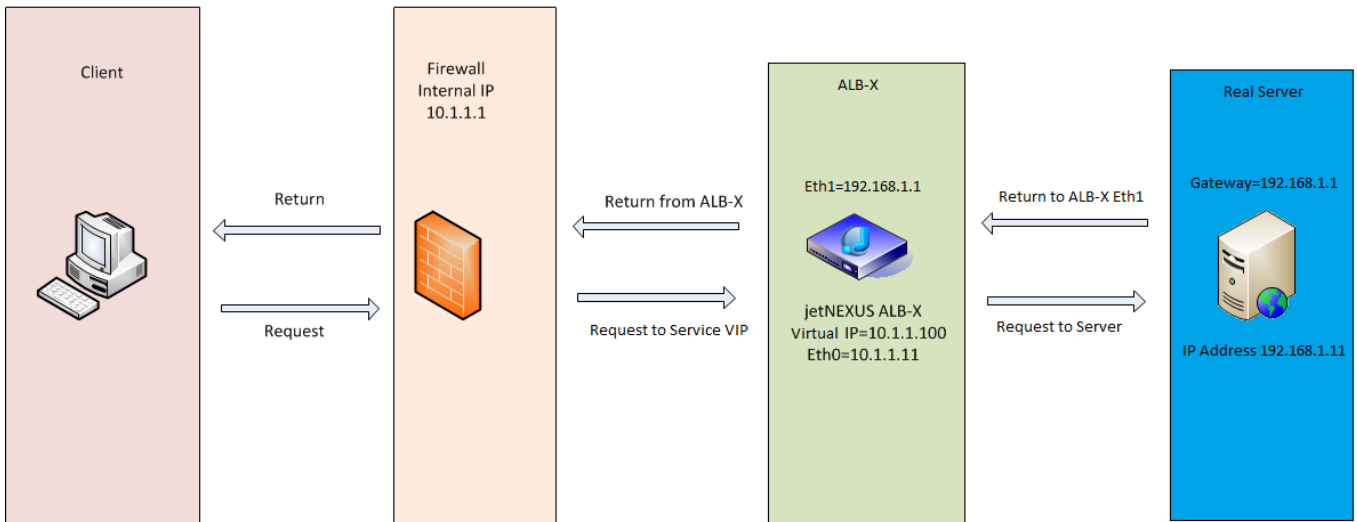 Client
Firewall
Internal IP
10.1.1.1
ALB-X
Real Server
Return
Request
Return from ALB-X
Request to Service VIP
Eth1=192.168.1.1
jetNEXUS ALB-X
Virtual IP=10.1.1.100
Eth0=10.1.1.11
Return to ALB-X Eth1
Request to Server
Gateway=192.168.1.1
IP Address 192.168.1.11